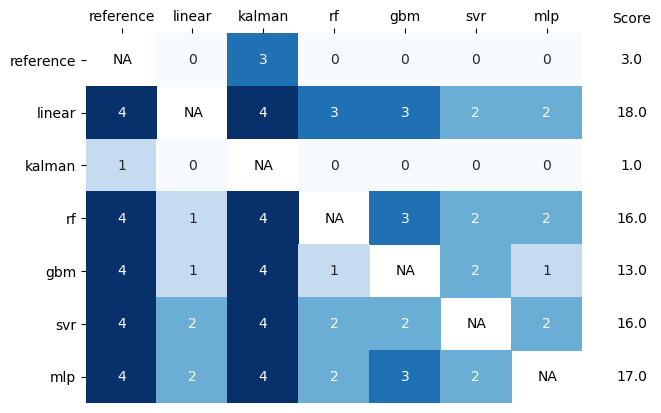 reference linear kalman rf gbm svr mlp Score
reference NA 0 3 0 0 0 0 3.0
linear 4 NA 4 3 3 2 2 18.0
kalman 1 0 NA 0 0 0 0 1.0
rf 4 1 4 NA 3 2 2 16.0
gbm 4 1 4 1 NA 2 1 13.0
svr 4 2 4 2 2 NA 2 16.0
mlp 4 2 4 2 3 2 NA 17.0